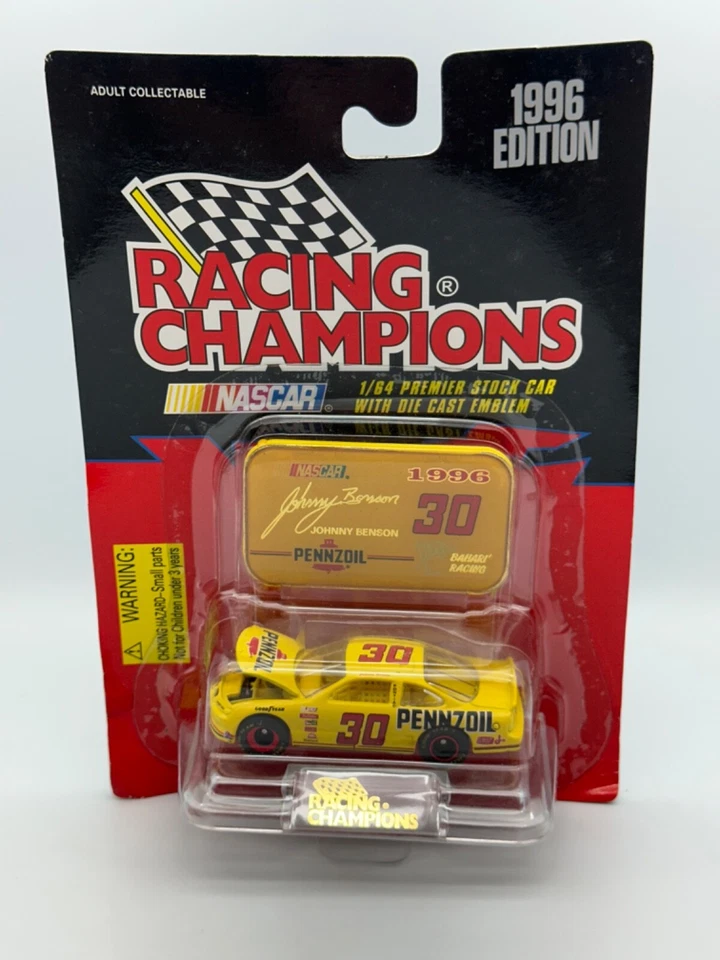 ADULT COLLECTABLE
1996
EDITION
RACING ®
CHAMPIONS
NASCAR®
1/64 PREMIER STOCK CAR
WITH DIE CAST EMBLEM
NASCAR
1996
Johnny Benson
30
JOHNNY BENSON
PENNZOIL
BAHARI'
RACING
WARNING:
CHOKING HAZARD-Small parts
Not for Children under 3 years
PENNZOIL
30
GOODYEAR
30
PENNZOIL
RACING
CHAMPIONS